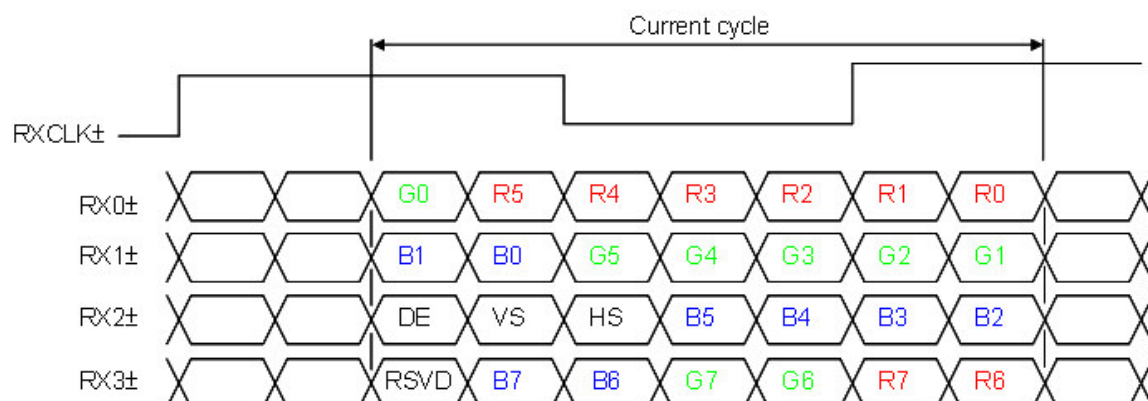 Current cycle
RXCLK±
RX0± G0 R5 R4 R3 R2 R1 R0
RX1± B1 B0 G5 G4 G3 G2 G1
RX2± DE VS HS B5 B4 B3 B2
RX3± RSVD B7 B6 G7 G6 R7 R6